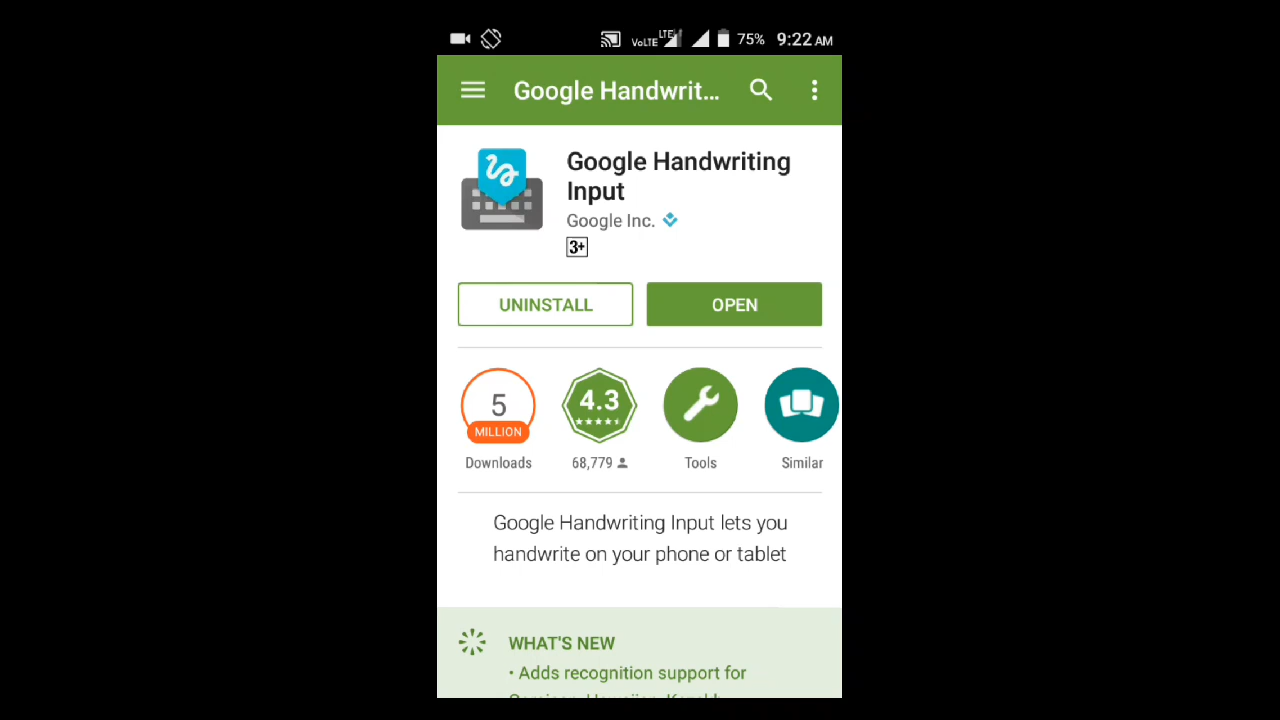 VoLTE LTE 75% 9:22 AM
Google Handwrit...
Google Handwriting
Input
Google Inc.
3+
UNINSTALL OPEN
5 MILLION 4.3
Downloads 68,779 Tools Similar
Google Handwriting Input lets you
handwrite on your phone or tablet
WHAT'S NEW
• Adds recognition support for